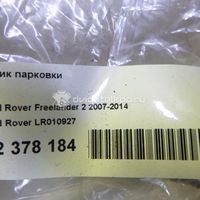 ик парковки
d Rover Freelander 2 2007-2014
d Rover LR010927
2 378 184